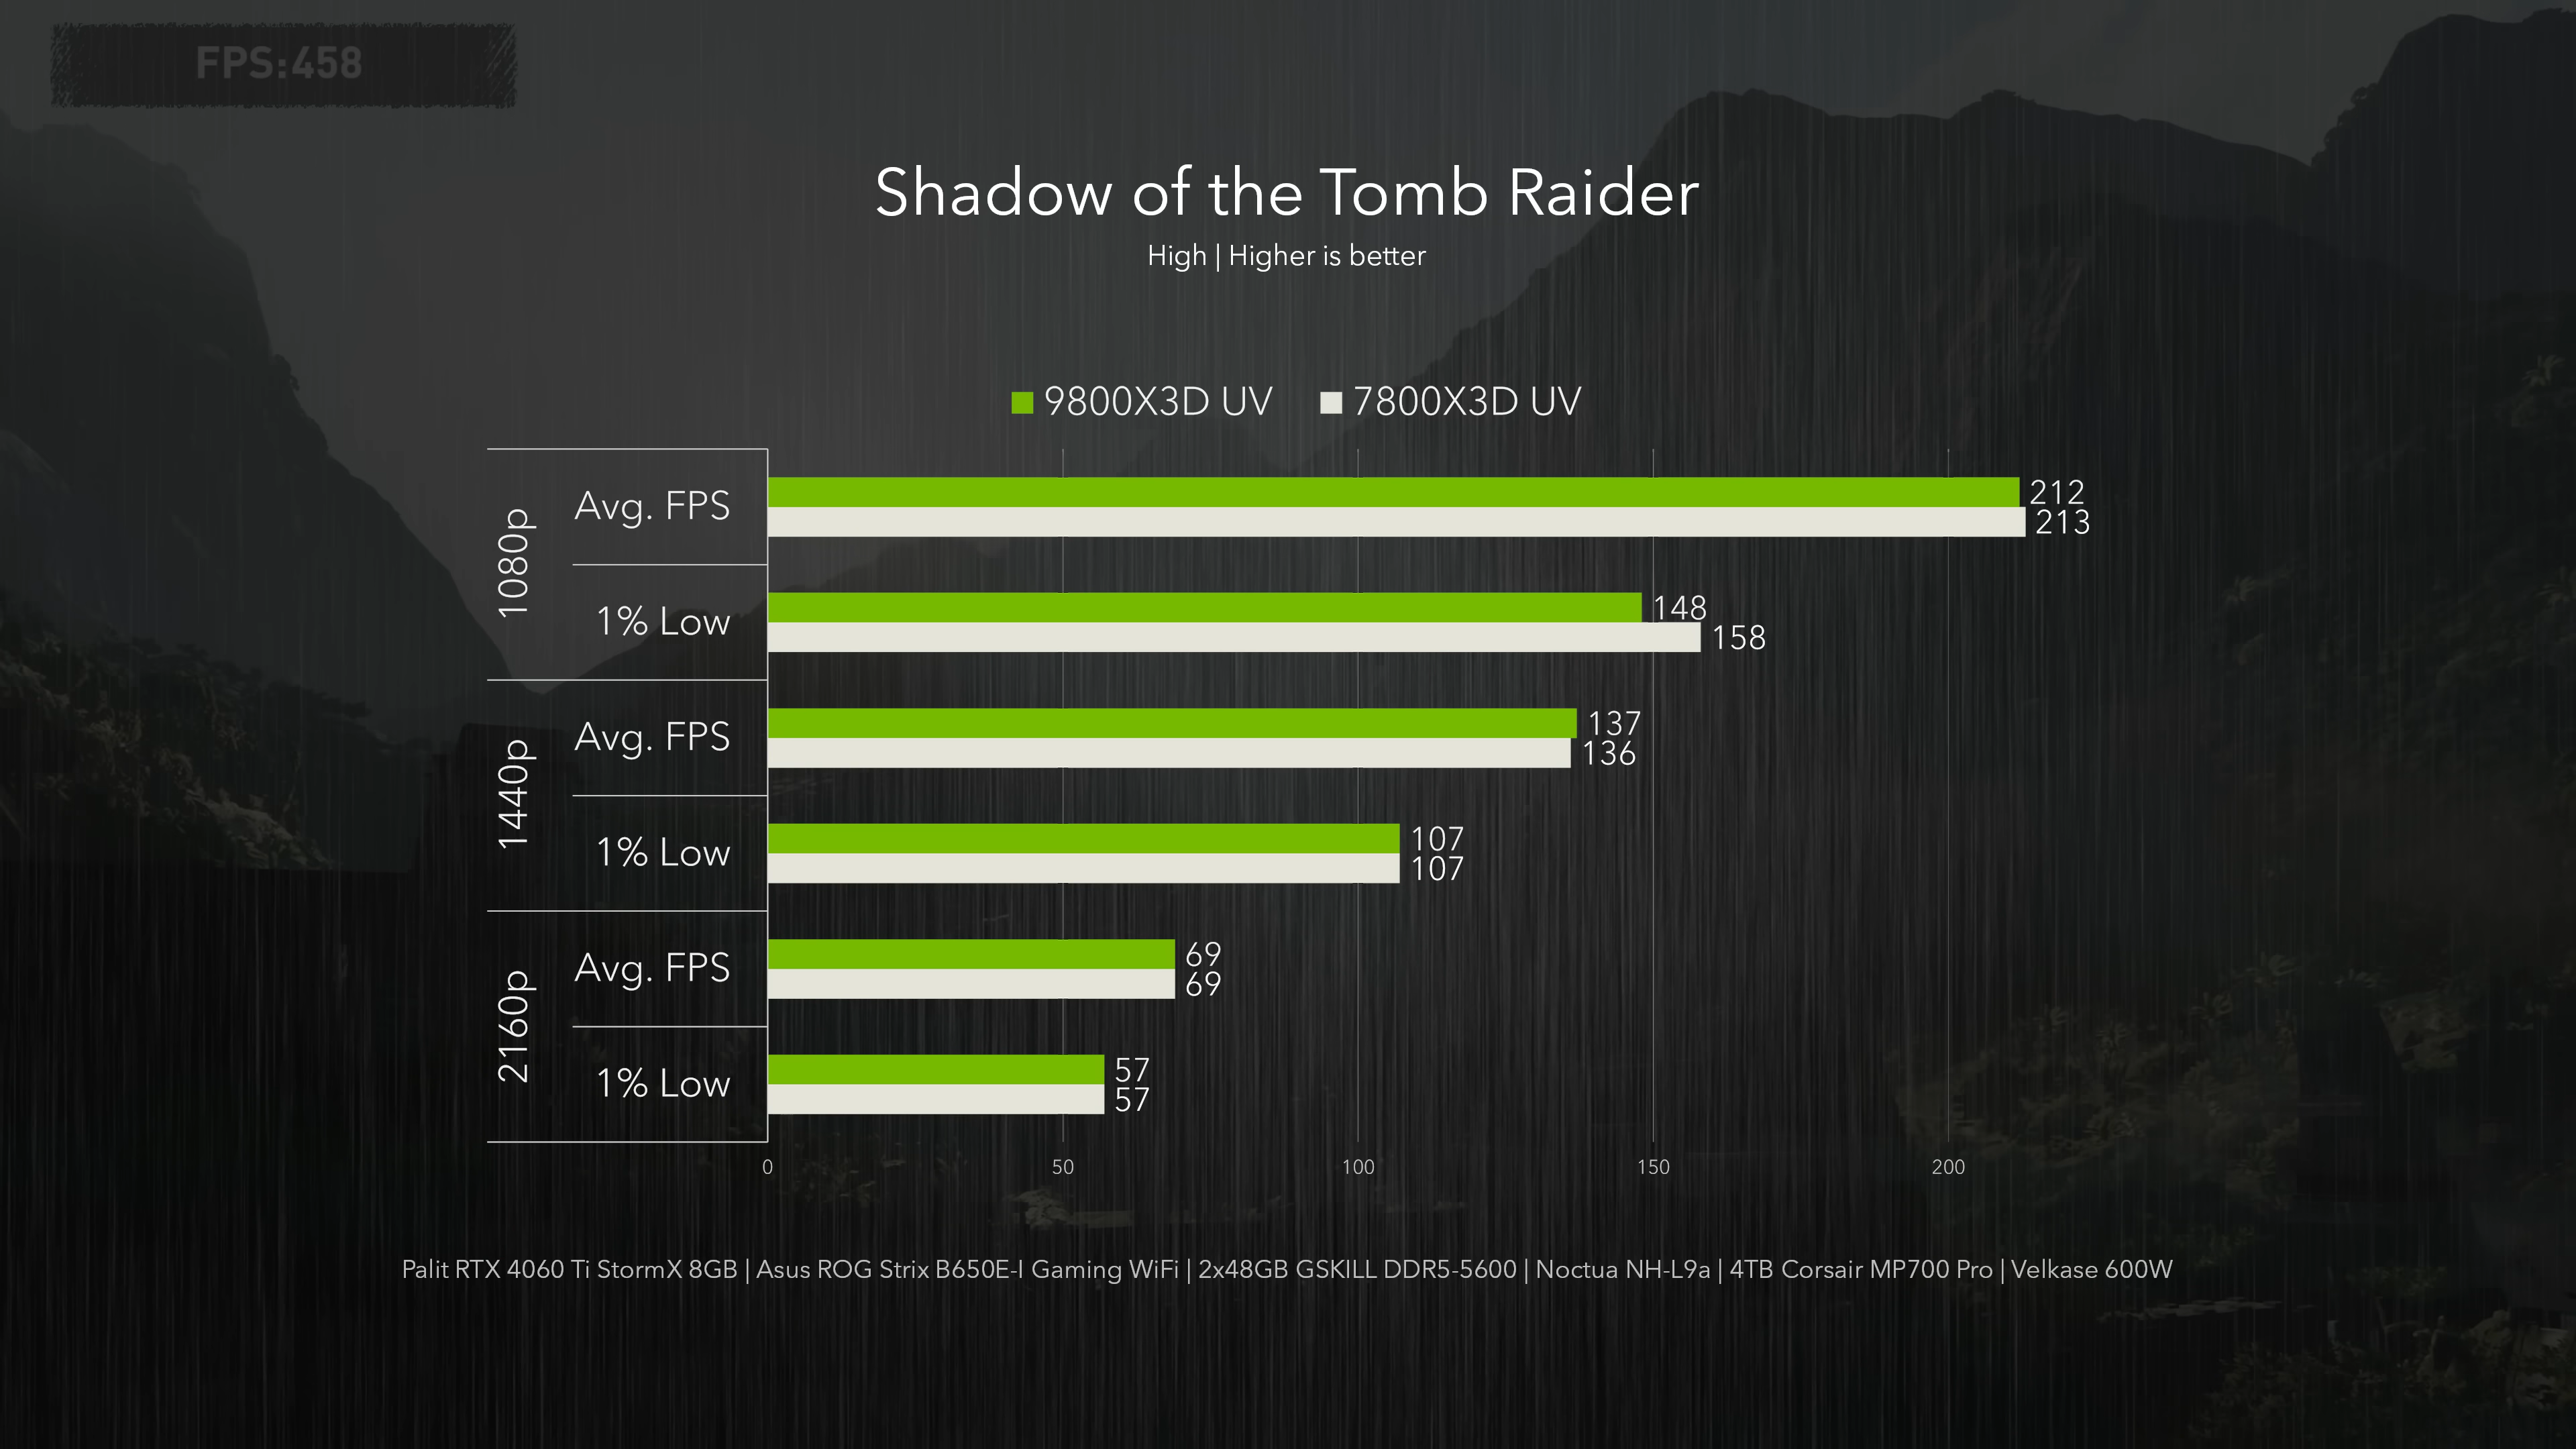 FPS:458
Shadow of the Tomb Raider
High | Higher is better
9800X3D UV 7800X3D UV
1080p
Avg. FPS
212
213
1% Low
148
158
1440p
Avg. FPS
137
136
1% Low
107
107
2160p
Avg. FPS
69
69
1% Low
57
57
0 50 100 150 200
Palit RTX 4060 Ti StormX 8GB | Asus ROG Strix B650E-I Gaming WiFi | 2x48GB GSKILL DDR5-5600 | Noctua NH-L9a | 4TB Corsair MP700 Pro | Velkase 600W